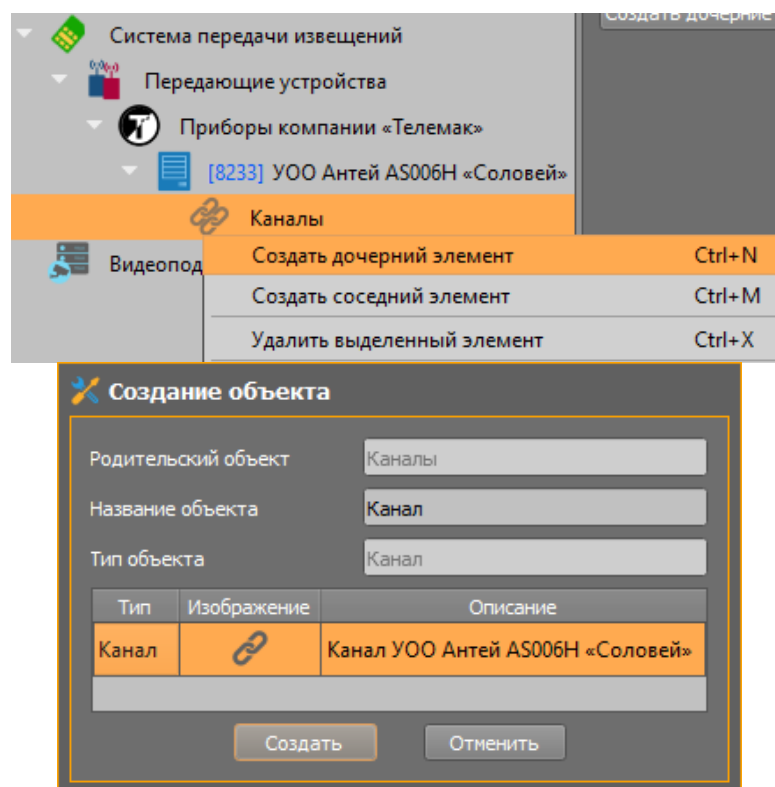 Создать дочерние
Система передачи извещений
Передающие устройства
Приборы компании «Телемак»
[8233] УОО Антей AS006H «Соловей»
Каналы
Видеопод
Создать дочерний элемент Ctrl+N
Создать соседний элемент Ctrl+M
Удалить выделенный элемент Ctrl+X
Создание объекта
Родительский объект Каналы
Название объекта Канал
Тип объекта Канал
Тип Изображение Описание
Канал Канал УОО Антей AS006H «Соловей»
Создать Отменить